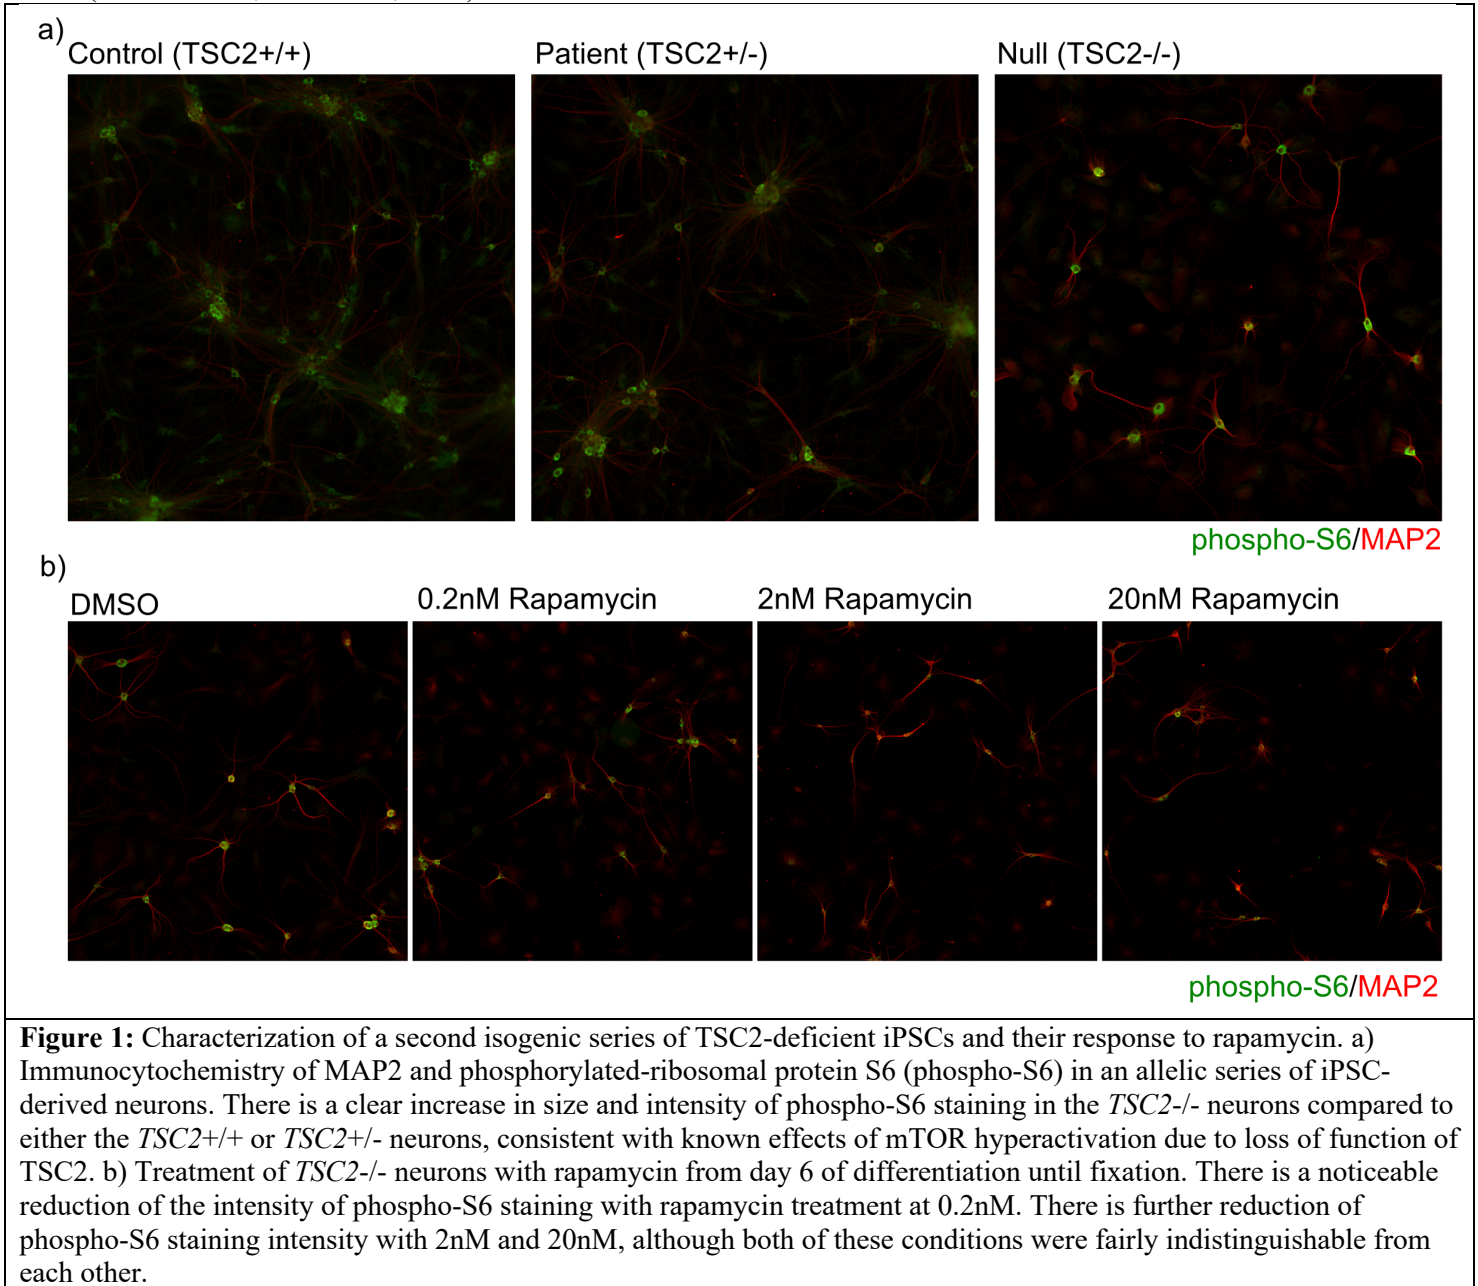 a)
Control (TSC2+/+)
Patient (TSC2+/-)
Null (TSC2-/-)
phospho-S6/MAP2
b)
DMSO
0.2nM Rapamycin
2nM Rapamycin
20nM Rapamycin
phospho-S6/MAP2
Figure 1: Characterization of a second isogenic series of TSC2-deficient iPSCs and their response to rapamycin. a)
Immunocytochemistry of MAP2 and phosphorylated-ribosomal protein S6 (phospho-S6) in an allelic series of iPSC-
derived neurons. There is a clear increase in size and intensity of phospho-S6 staining in the TSC2-/- neurons compared to
either the TSC2+/+ or TSC2+/- neurons, consistent with known effects of mTOR hyperactivation due to loss of function of
TSC2. b) Treatment of TSC2-/- neurons with rapamycin from day 6 of differentiation until fixation. There is a noticeable
reduction of the intensity of phospho-S6 staining with rapamycin treatment at 0.2nM. There is further reduction of
phospho-S6 staining intensity with 2nM and 20nM, although both of these conditions were fairly indistinguishable from
each other.